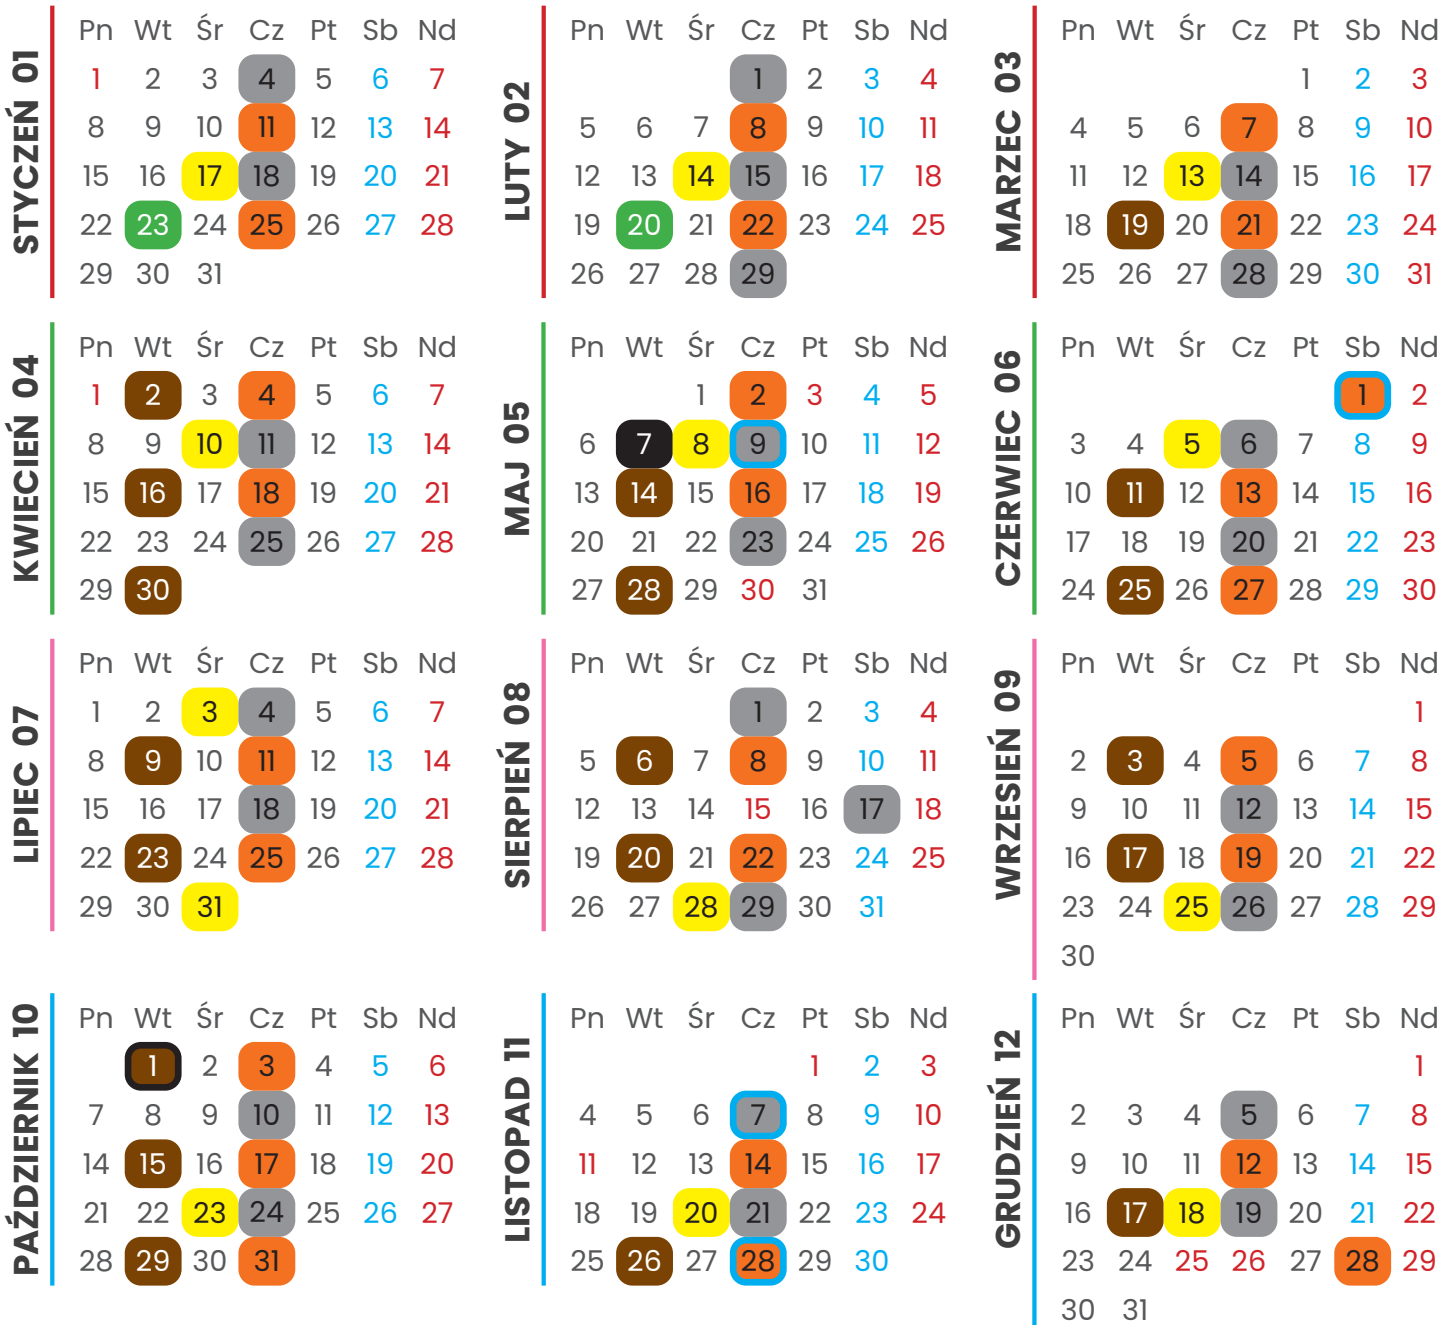 STYCZEŃ 01
Pn Wt Śr Cz Pt Sb Nd
1 2 3 4 5 6 7
8 9 10 11 12 13 14
15 16 17 18 19 20 21
22 23 24 25 26 27 28
29 30 31
LUTY 02
Pn Wt Śr Cz Pt Sb Nd
1 2 3 4
5 6 7 8 9 10 11
12 13 14 15 16 17 18
19 20 21 22 23 24 25
26 27 28 29
MARZEC 03
Pn Wt Śr Cz Pt Sb Nd
1 2 3
4 5 6 7 8 9 10
11 12 13 14 15 16 17
18 19 20 21 22 23 24
25 26 27 28 29 30 31
KWIECIEŃ 04
Pn Wt Śr Cz Pt Sb Nd
1 2 3 4 5 6 7
8 9 10 11 12 13 14
15 16 17 18 19 20 21
22 23 24 25 26 27 28
29 30
MAJ 05
Pn Wt Śr Cz Pt Sb Nd
1 2 3 4 5
6 7 8 9 10 11 12
13 14 15 16 17 18 19
20 21 22 23 24 25 26
27 28 29 30 31
CZERWIEC 06
Pn Wt Śr Cz Pt Sb Nd
1 2
3 4 5 6 7 8 9
10 11 12 13 14 15 16
17 18 19 20 21 22 23
24 25 26 27 28 29 30
LIPIEC 07
Pn Wt Śr Cz Pt Sb Nd
1 2 3 4 5 6 7
8 9 10 11 12 13 14
15 16 17 18 19 20 21
22 23 24 25 26 27 28
29 30 31
SIERPIEŃ 08
Pn Wt Śr Cz Pt Sb Nd
1 2 3 4
5 6 7 8 9 10 11
12 13 14 15 16 17 18
19 20 21 22 23 24 25
26 27 28 29 30 31
WRZESIEŃ 09
Pn Wt Śr Cz Pt Sb Nd
1
2 3 4 5 6 7 8
9 10 11 12 13 14 15
16 17 18 19 20 21 22
23 24 25 26 27 28 29
30
PAŹDZIERNIK 10
Pn Wt Śr Cz Pt Sb Nd
1 2 3 4 5 6
7 8 9 10 11 12 13
14 15 16 17 18 19 20
21 22 23 24 25 26 27
28 29 30 31
LISTOPAD 11
Pn Wt Śr Cz Pt Sb Nd
1 2 3
4 5 6 7 8 9 10
11 12 13 14 15 16 17
18 19 20 21 22 23 24
25 26 27 28 29 30
GRUDZIEŃ 12
Pn Wt Śr Cz Pt Sb Nd
1
2 3 4 5 6 7 8
9 10 11 12 13 14 15
16 17 18 19 20 21 22
23 24 25 26 27 28 29
30 31